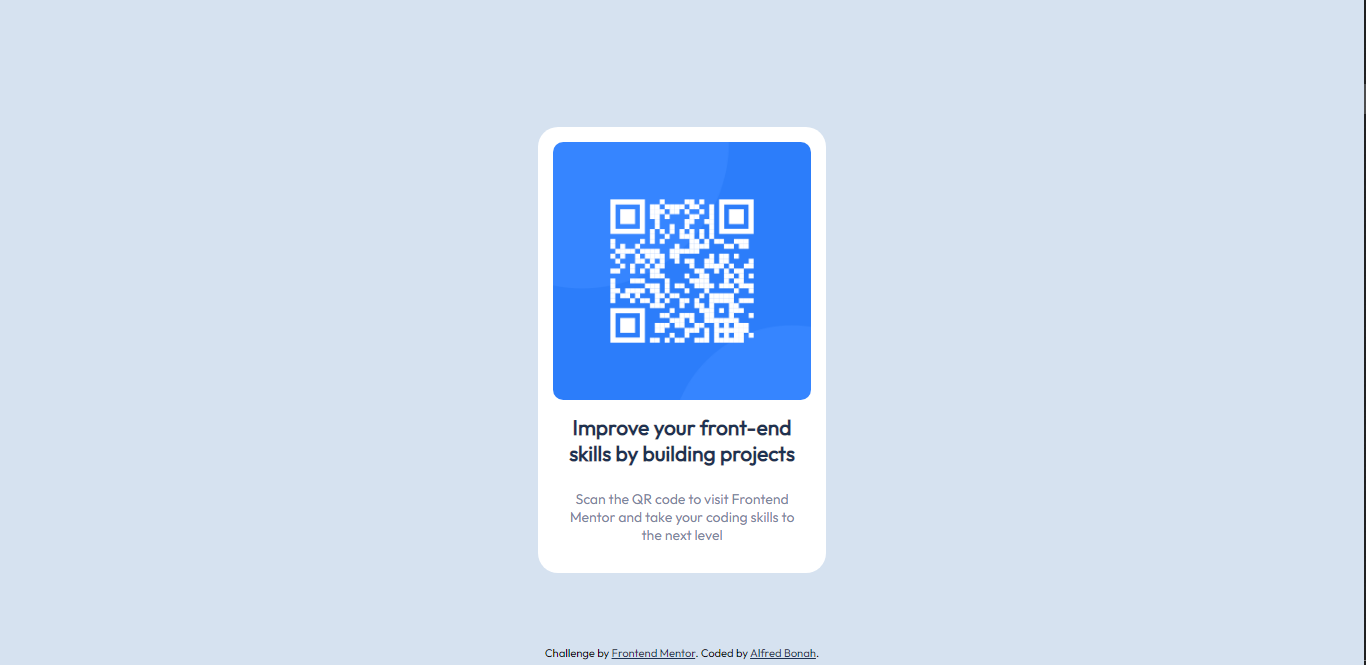 Improve your front-end
skills by building projects
Scan the QR code to visit Frontend
Mentor and take your coding skills to
the next level
Challenge by Frontend Mentor. Coded by Alfred Bonah.